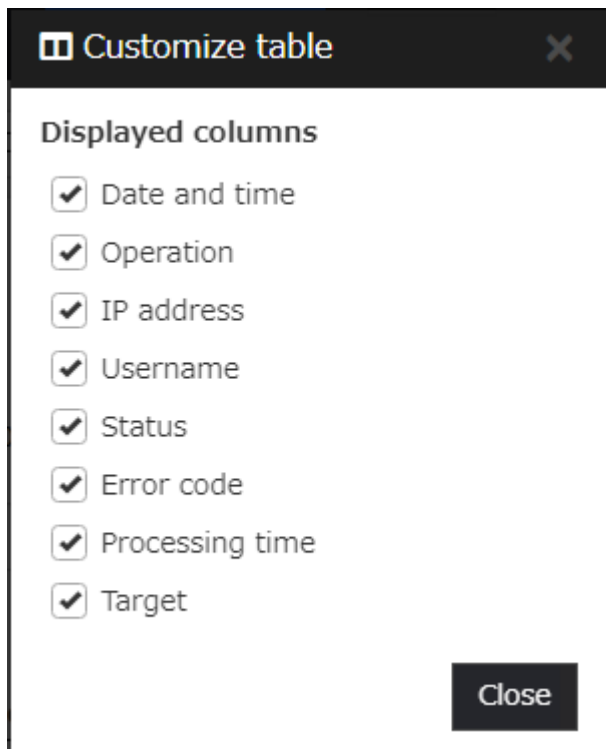 Customize table
Displayed columns
Date and time
Operation
IP address
Username
Status
Error code
Processing time
Target
Close